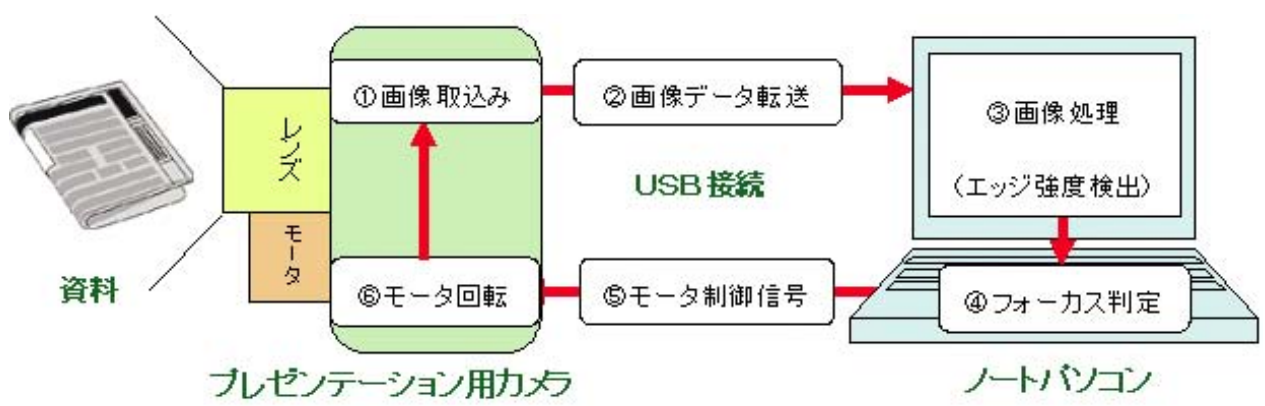 ①画像取込み
②画像データ転送
③画像処理
(エッジ強度検出)
レンズ
USB接続
モータ
④フォーカス判定
⑤モータ制御信号
⑥モータ回転
資料
プレゼンテーション用カメラ
ノートパソコン